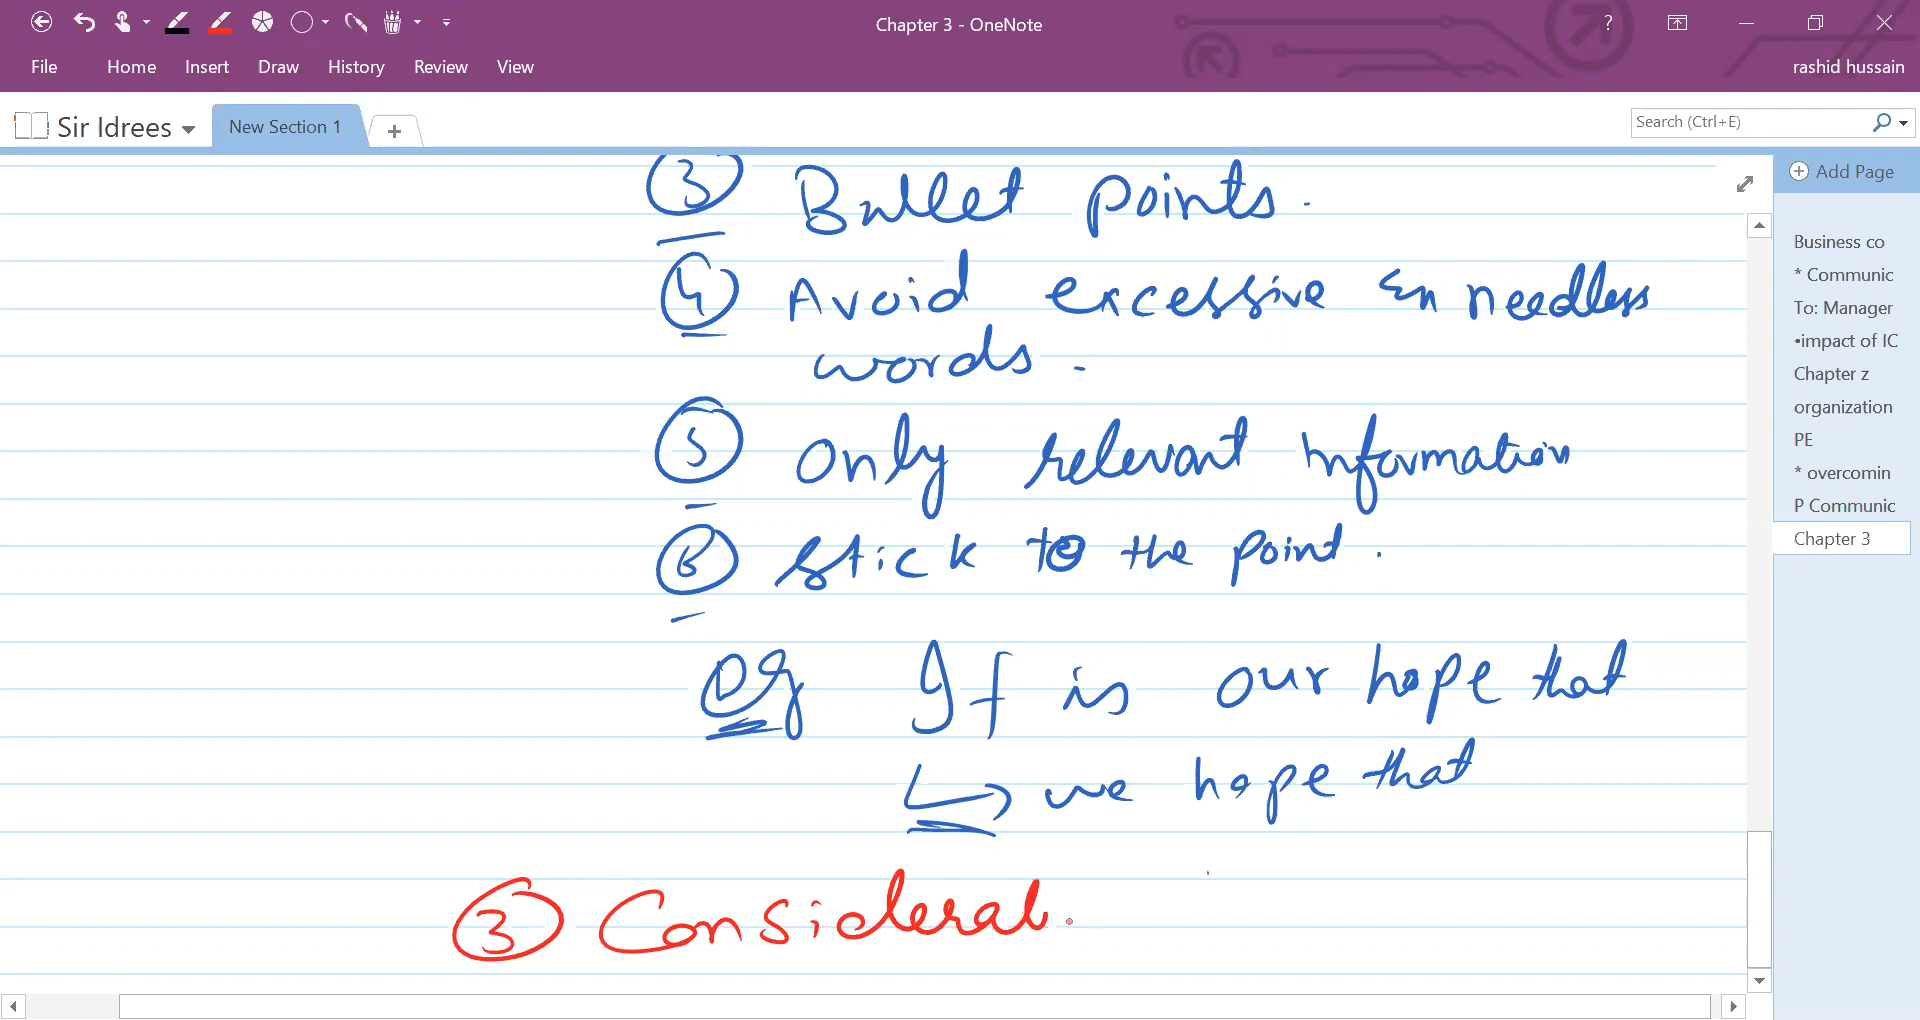 Chapter 3 - OneNote
?
File Home Insert Draw History Review View
rashid hussain
Sir Idrees
New Section 1
+
Search (Ctrl+E)
Add Page
Business co
* Communic
To: Manager
•impact of IC
Chapter z
organization
PE
* overcomin
P Communic
Chapter 3
3 Bullet points.
4 Avoid excessive needless
words.
5 Only relevant Information
6 Stick to the point.
eg If is our hope that
we hope that
3 Considerat